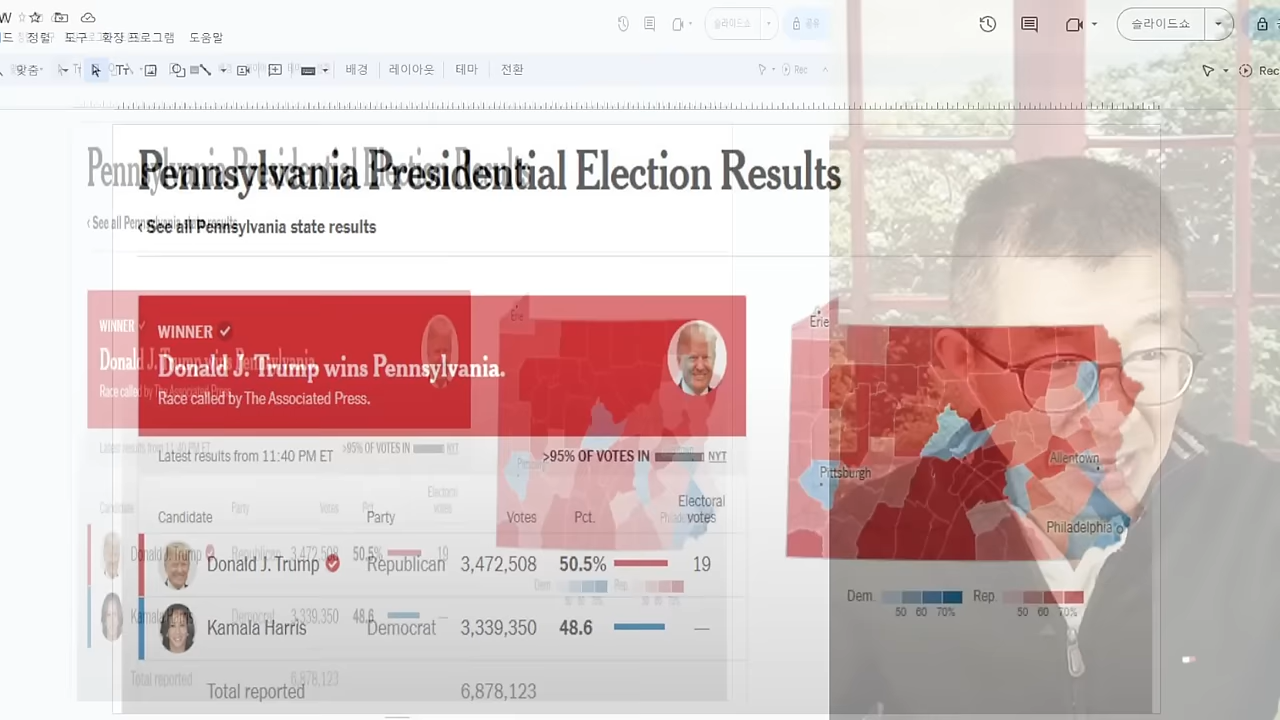 정렬 도구 확장 프로그램 도움말
슬라이드쇼
맞춤 배경 레이아웃 테마 전환 Rec
Pennsylvania Presidential Election Results
‹ See all Pennsylvania state results
WINNER
Donald J. Trump wins Pennsylvania.
Race called by The Associated Press.
Latest results from 11:40 PM ET >95% OF VOTES IN NYT
Candidate Party Votes Pct. Electoral votes
Donald J. Trump Republican 3,472,508 50.5% 19
Kamala Harris Democrat 3,339,350 48.6 —
Total reported 6,878,123
Erie
Pittsburgh
Allentown
Philadelphia
Dem. 50 60 70% Rep. 50 60 70%